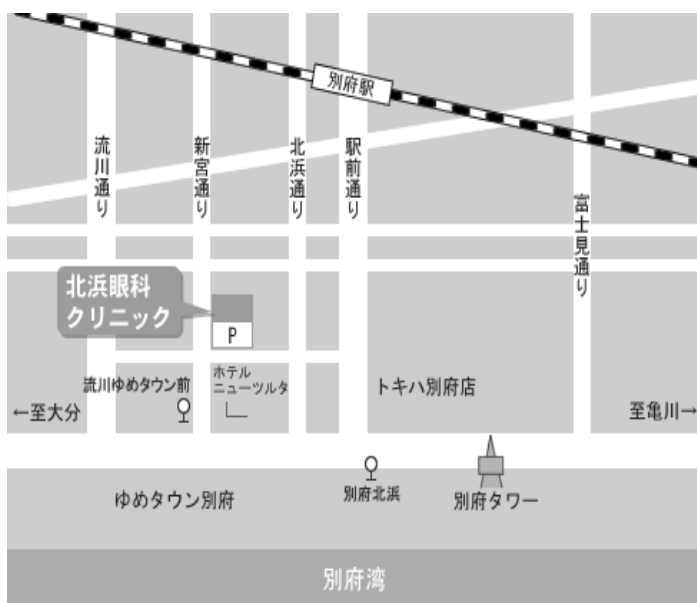 別府駅
流川通り
新宮通り
北浜通り
駅前通り
富士見通り
北浜眼科
クリニック
P
流川ゆめタウン前
ホテル
ニューツルタ
トキハ別府店
←至大分
至亀川→
ゆめタウン別府
別府北浜
別府タワー
別府湾